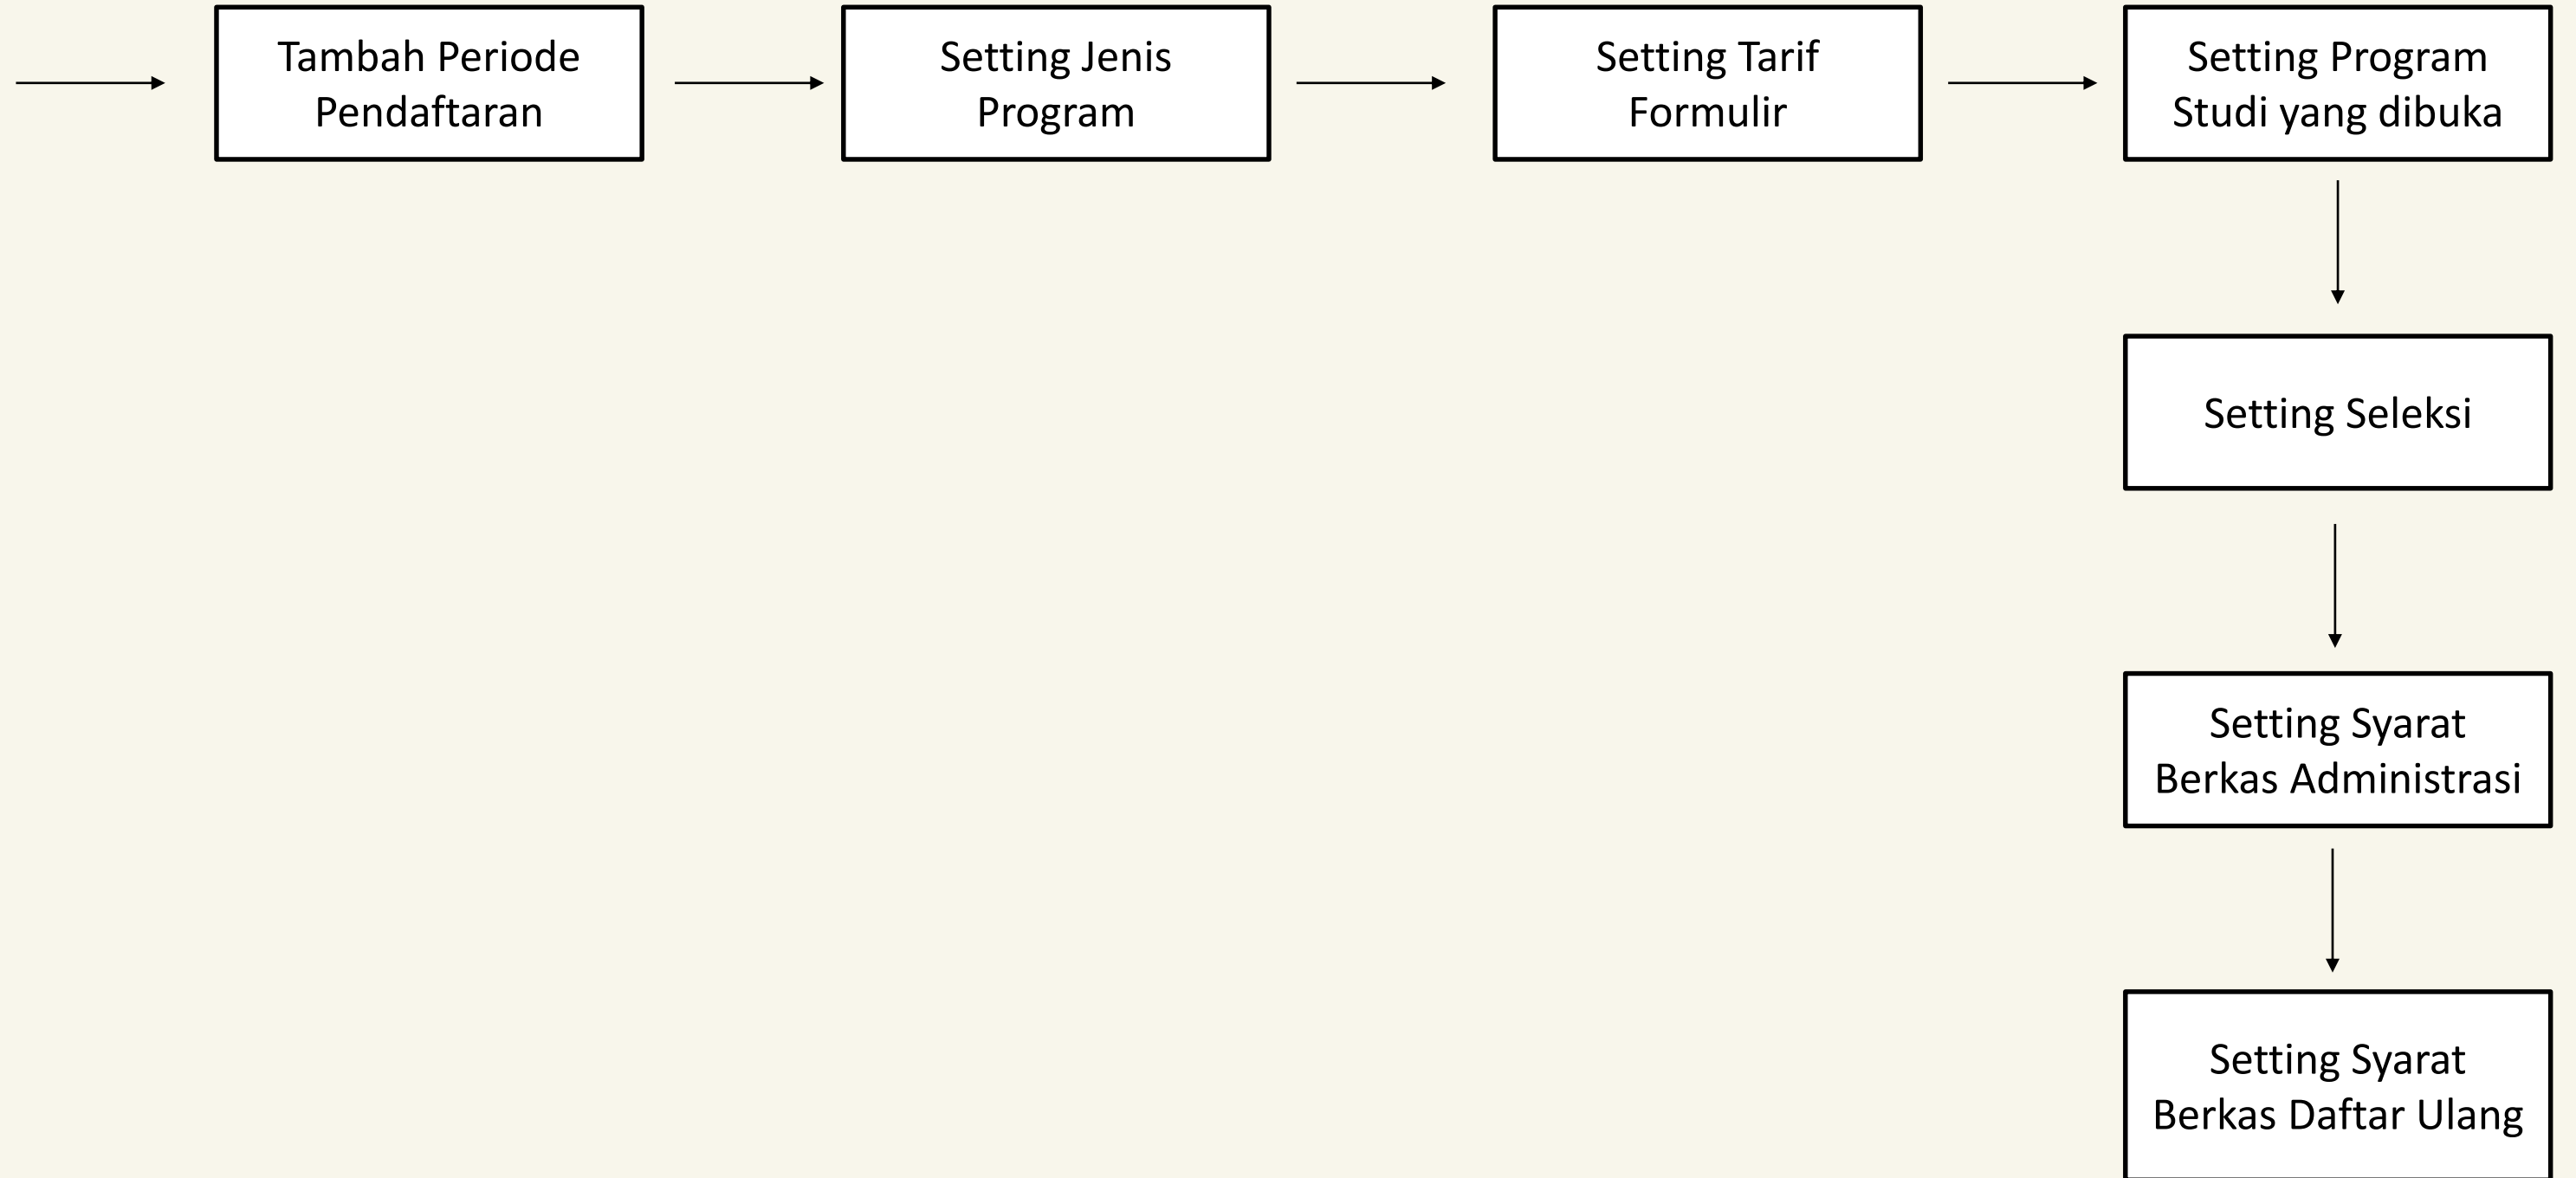 Tambah Periode
Pendaftaran
Setting Jenis
Program
Setting Tarif
Formulir
Setting Program
Studi yang dibuka
Setting Seleksi
Setting Syarat
Berkas Administrasi
Setting Syarat
Berkas Daftar Ulang